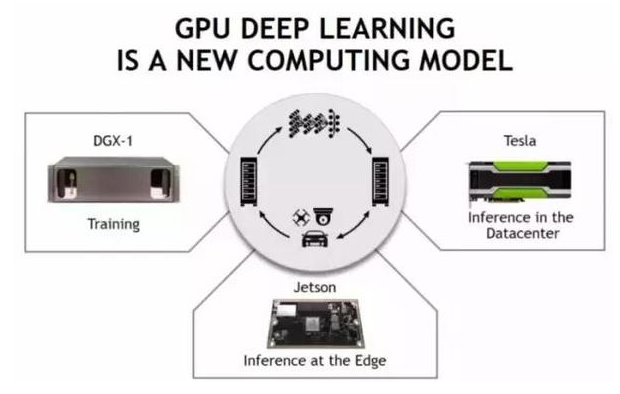 GPU DEEP LEARNING
IS A NEW COMPUTING MODEL
DGX-1
Training
Tesla
Inference in the
Datacenter
Jetson
Inference at the Edge